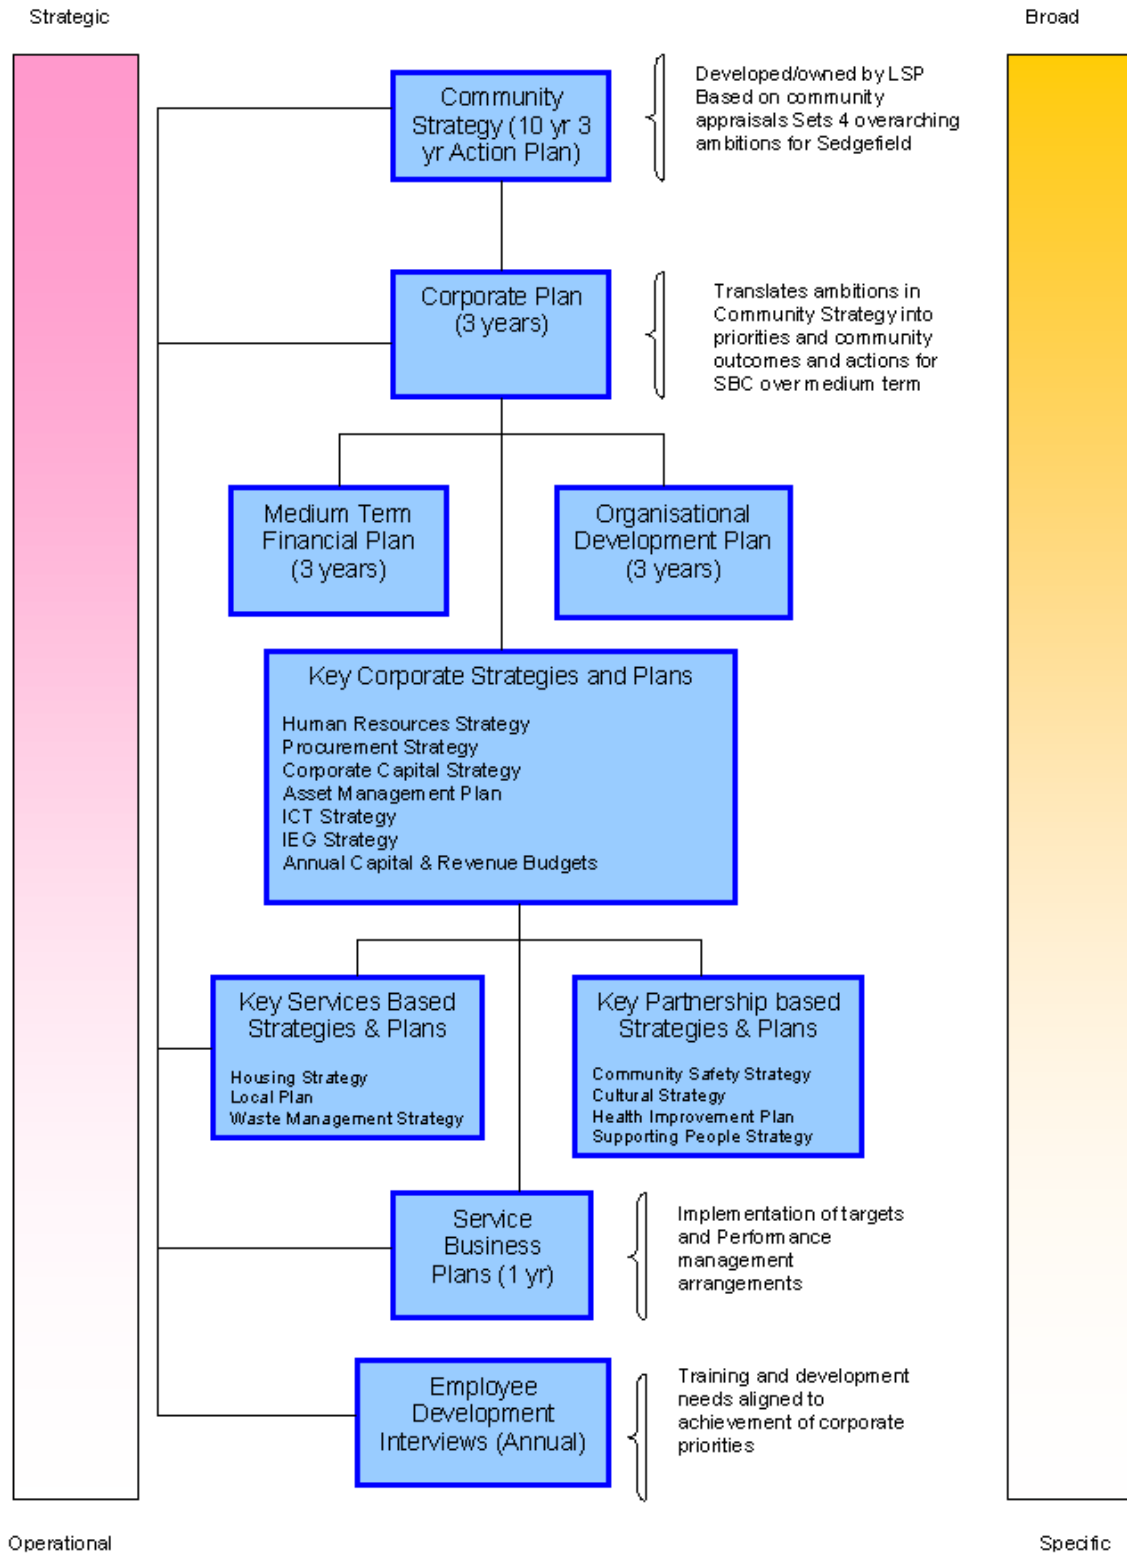 Strategic
Broad
Community
Strategy (10 yr 3
yr Action Plan)
Developed/owned by LSP
Based on community
appraisals Sets 4 overarching
ambitions for Sedgefield
Corporate Plan
(3 years)
Translates ambitions in
Community Strategy into
priorities and community
outcomes and actions for
SBC over medium term
Medium Term
Financial Plan
(3 years)
Organisational
Development Plan
(3 years)
Key Corporate Strategies and Plans
Human Resources Strategy
Procurement Strategy
Corporate Capital Strategy
Asset Management Plan
ICT Strategy
IEG Strategy
Annual Capital & Revenue Budgets
Key Services Based
Strategies & Plans
Housing Strategy
Local Plan
Waste Management Strategy
Key Partnership based
Strategies & Plans
Community Safety Strategy
Cultural Strategy
Health Improvement Plan
Supporting People Strategy
Service
Business
Plans (1 yr)
Implementation of targets
and Performance
management
arrangements
Employee
Development
Interviews (Annual)
Training and development
needs aligned to
achievement of corporate
priorities
Operational
Specific